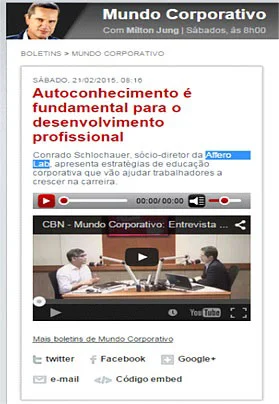 Mundo Corporativo
Com Milton Jung | Sábados, às 8h00
BOLETINS > MUNDO CORPORATIVO
SÁBADO, 21/02/2015, 08:16
Autoconhecimento é
fundamental para o
desenvolvimento
profissional
Conrado Schlochauer, sócio-diretor da Affero
Lab, apresenta estratégias de educação
corporativa que vão ajudar trabalhadores a
crescer na carreira.
00:00/ 00:00
CBN - Mundo Corporativo: Entrevista ...
YouTube
Mais boletins de Mundo Corporativo
twitter
Facebook
Google+
e-mail
Código embed